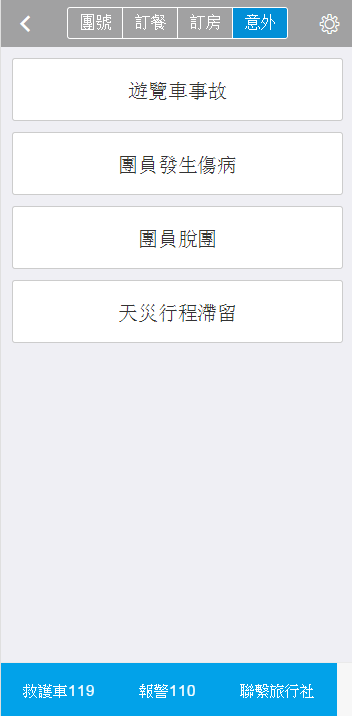 團號 訂餐 訂房 意外
遊覽車事故
團員發生傷病
團員脫團
天災行程滯留
救護車119 報警110 聯繫旅行社